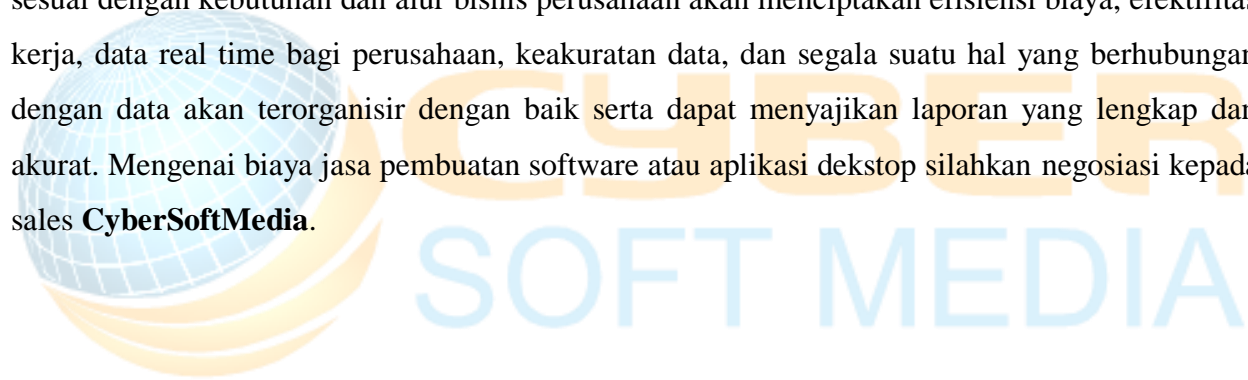 sesuai dengan kebutuhan dan alur bisnis perusahaan akan menciptakan efisiensi biaya, efektifitas
kerja, data real time bagi perusahaan, keakuratan data, dan segala suatu hal yang berhubungan
dengan data akan terorganisir dengan baik serta dapat menyajikan laporan yang lengkap dan
akurat. Mengenai biaya jasa pembuatan software atau aplikasi dekstop silahkan negosiasi kepada
sales CyberSoftMedia.
CYBER
SOFT MEDIA